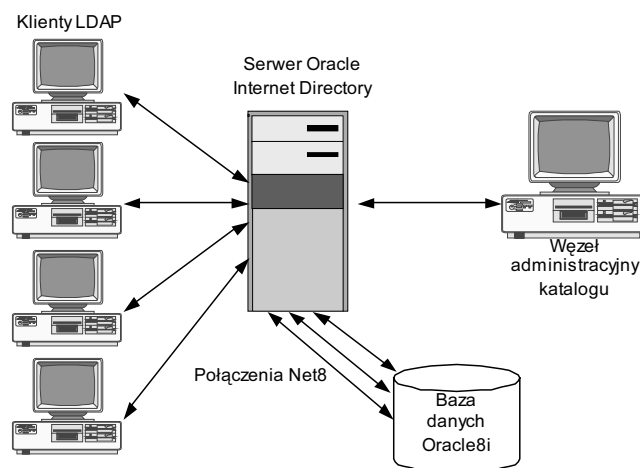 Klienty LDAP
Serwer Oracle
Internet Directory
Węzeł
administracyjny
katalogu
Połączenia Net8
Baza
danych
Oracle8i